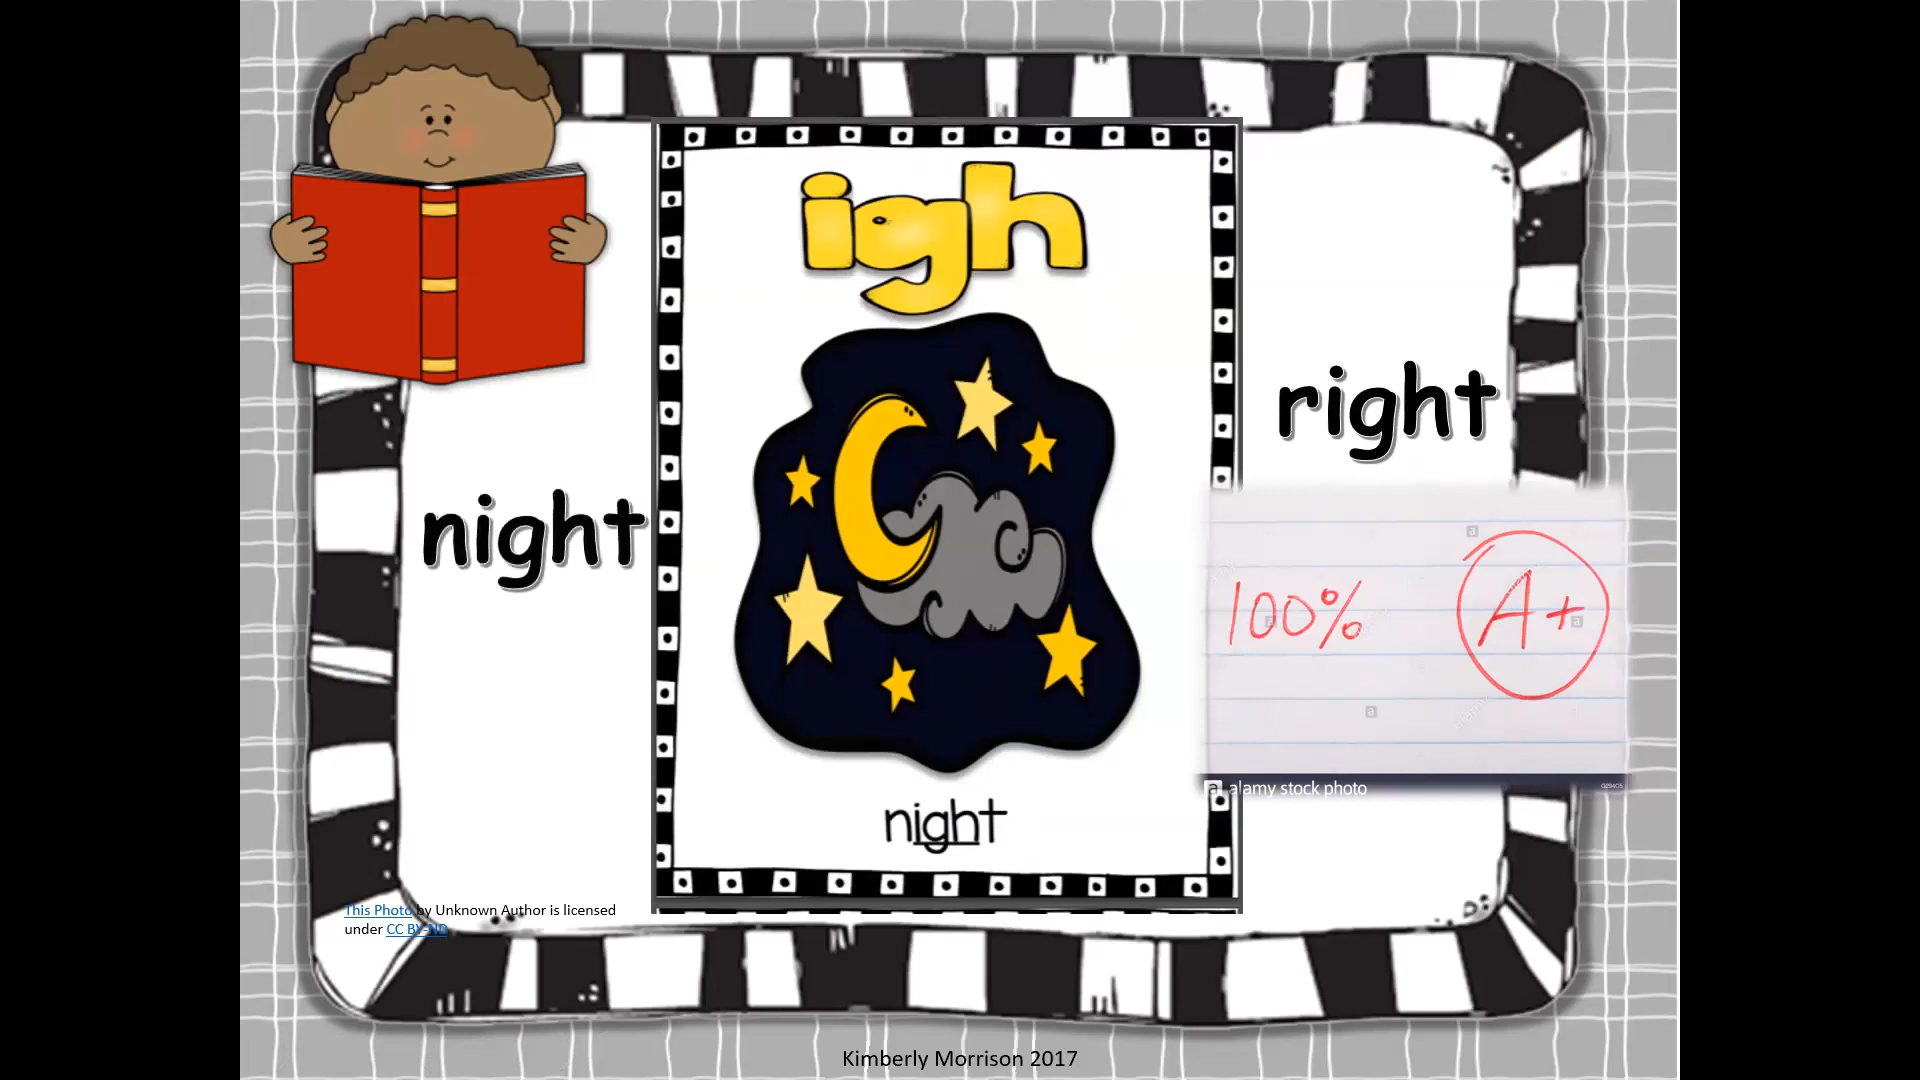 igh
right
night
100% A+
a alamy stock photo
night
This Photo by Unknown Author is licensed
under CC BY-ND
Kimberly Morrison 2017